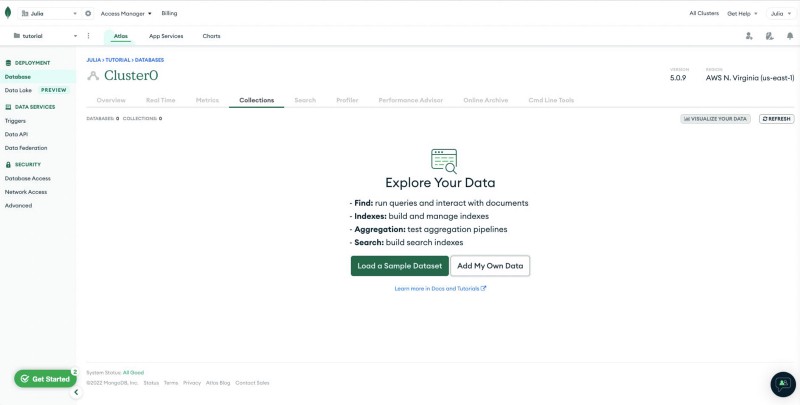 Julia
Access Manager
Billing
All Clusters
Get Help
Julia
tutorial
Atlas
App Services
Charts
DEPLOYMENT
Database
Data Lake PREVIEW
DATA SERVICES
Triggers
Data API
Data Federation
SECURITY
Database Access
Network Access
Advanced
Get Started
2
JULIA > TUTORIAL > DATABASES
Cluster0
VERSION
5.0.9
REGION
AWS N. Virginia (us-east-1)
Overview
Real Time
Metrics
Collections
Search
Profiler
Performance Advisor
Online Archive
Cmd Line Tools
DATABASES: 0 COLLECTIONS: 0
VISUALIZE YOUR DATA
REFRESH
Explore Your Data
- Find: run queries and interact with documents
- Indexes: build and manage indexes
- Aggregation: test aggregation pipelines
- Search: build search indexes
Load a Sample Dataset
Add My Own Data
Learn more in Docs and Tutorials
System Status: All Good
©2022 MongoDB, Inc. Status Terms Privacy Atlas Blog Contact Sales